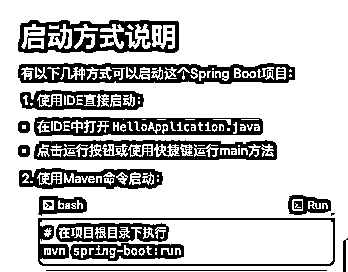 启动方式说明
有以下几种方式可以启动这个Spring Boot项目：
1. 使用IDE直接启动：
在IDE中打开 HelloApplication.java
点击运行按钮或使用快捷键运行main方法
2. 使用Maven命令启动：
bash Run
# 在项目根目录下执行
mvn spring-boot:run